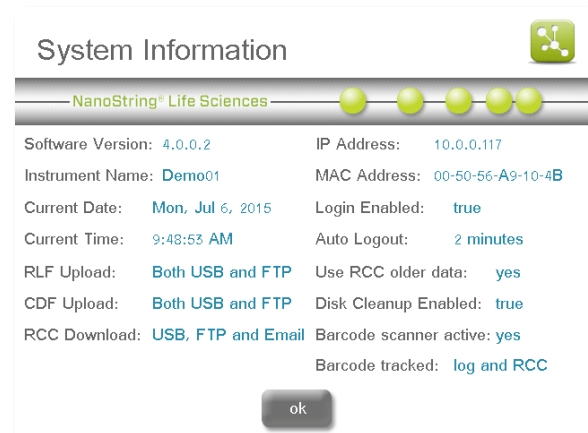 System Information
NanoString® Life Sciences
Software Version: 4.0.0.2
Instrument Name: Demo01
Current Date: Mon, Jul 6, 2015
Current Time: 9:48:53 AM
RLF Upload: Both USB and FTP
CDF Upload: Both USB and FTP
RCC Download: USB, FTP and Email
IP Address: 10.0.0.117
MAC Address: 00-50-56-A9-10-4B
Login Enabled: true
Auto Logout: 2 minutes
Use RCC older data: yes
Disk Cleanup Enabled: true
Barcode scanner active: yes
Barcode tracked: log and RCC
ok